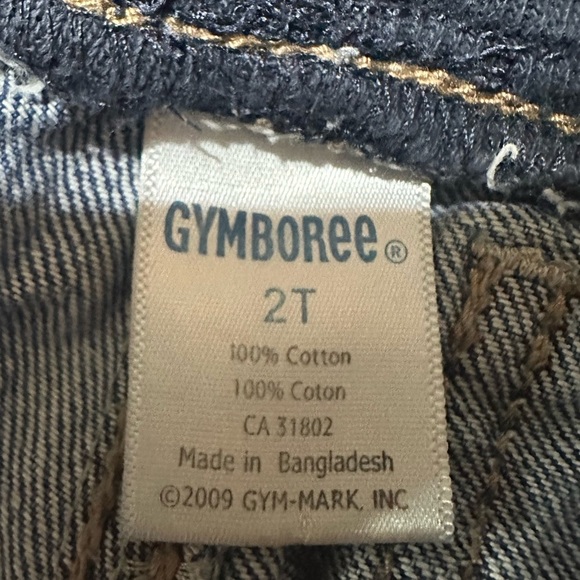 GYMBOREE®
2T
100% Cotton
100% Coton
CA 31802
Made in Bangladesh
©2009 GYM-MARK, INC